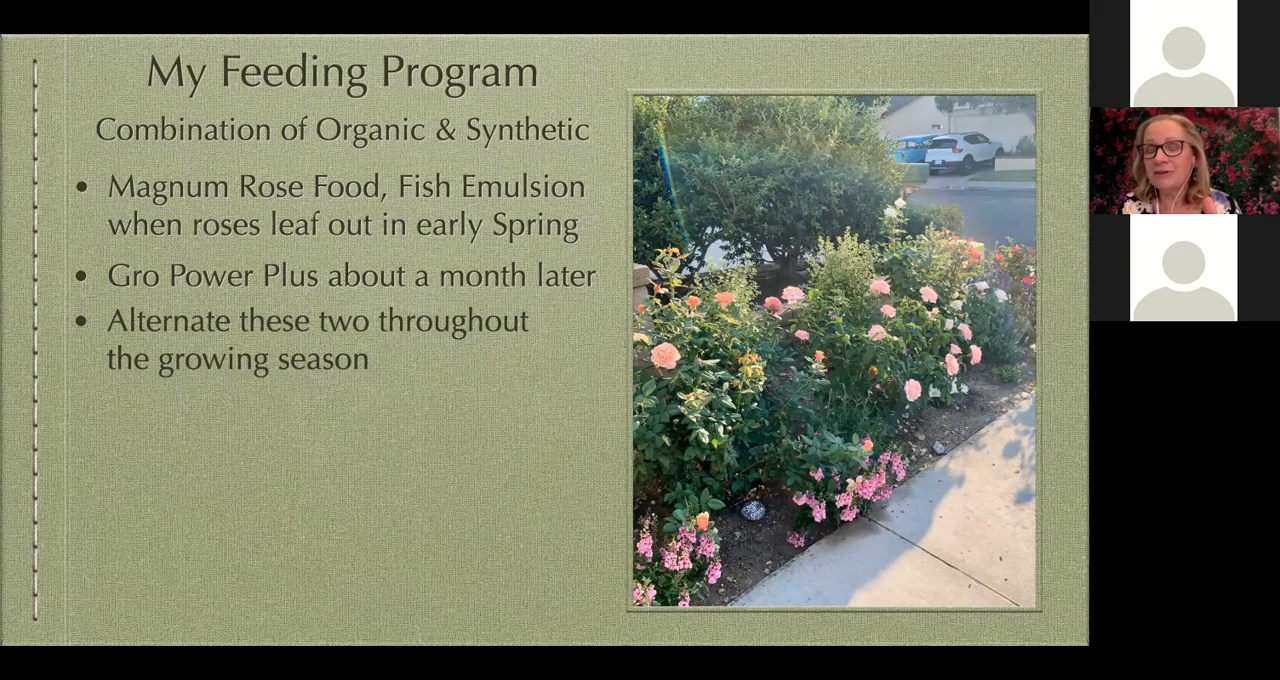 My Feeding Program
Combination of Organic & Synthetic
• Magnum Rose Food, Fish Emulsion
when roses leaf out in early Spring
• Gro Power Plus about a month later
• Alternate these two throughout
the growing season